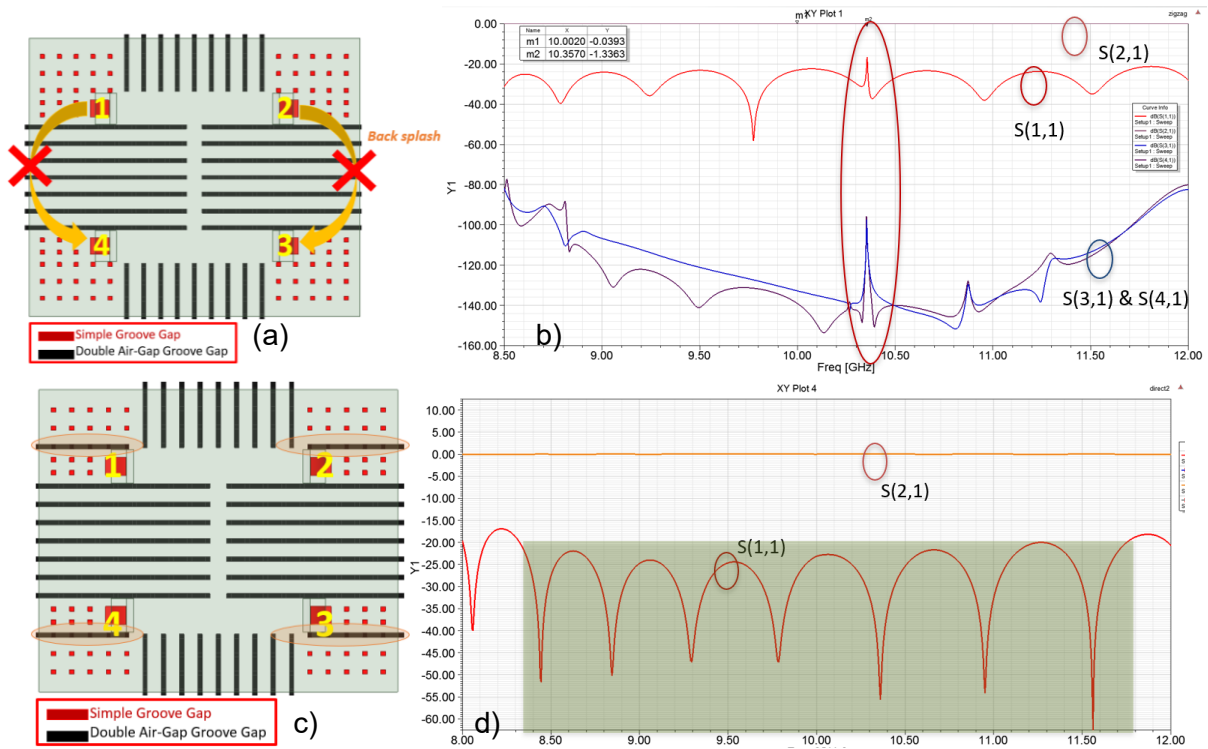 1
2
Back splash
4
3
Simple Groove Gap
Double Air-Gap Groove Gap
(a)
XY Plot 1
zigzag
m1
m2
Name X Y
m1 10.0020 -0.0393
m2 10.3570 -1.3363
0.00
-20.00
-40.00
-60.00
-80.00
-100.00
-120.00
-140.00
-160.00
Y1
S(2,1)
S(1,1)
Curve Info
dB(S(1,1))
Setup1 : Sweep
dB(S(2,1))
Setup1 : Sweep
dB(S(3,1))
Setup1 : Sweep
dB(S(4,1))
Setup1 : Sweep
S(3,1) & S(4,1)
b)
8.50 9.00 9.50 10.00 10.50 11.00 11.50 12.00
Freq [GHz]
1
2
4
3
Simple Groove Gap
Double Air-Gap Groove Gap
c)
XY Plot 4
direct2
10.00
5.00
0.00
-5.00
-10.00
-15.00
-20.00
-25.00
-30.00
-35.00
-40.00
-45.00
-50.00
-55.00
-60.00
Y1
S(2,1)
S(1,1)
d)
8.00 8.50 9.00 9.50 10.00 10.50 11.00 11.50 12.00